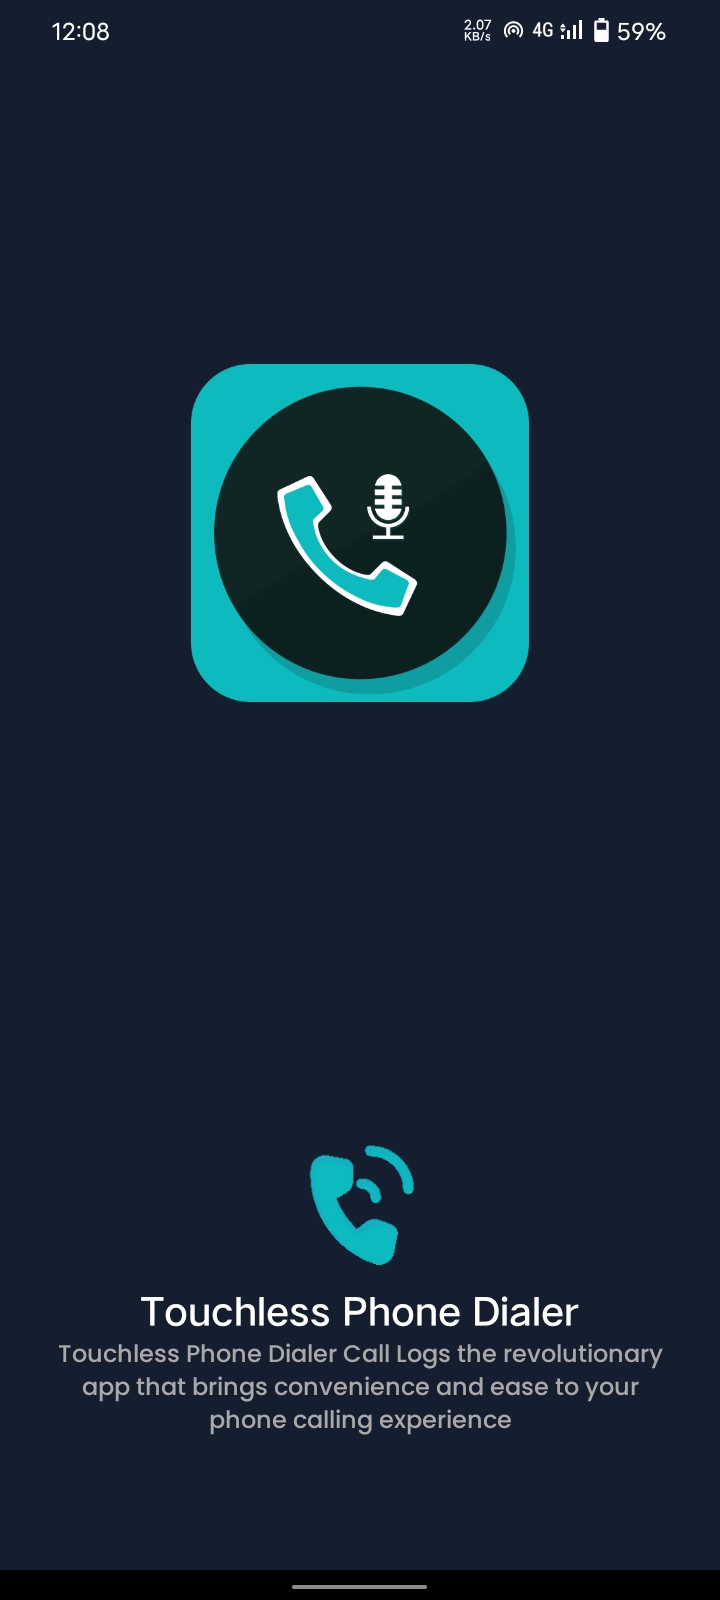 12:08
2.07
KB/s
4G
59%
Touchless Phone Dialer
Touchless Phone Dialer Call Logs the revolutionary
app that brings convenience and ease to your
phone calling experience